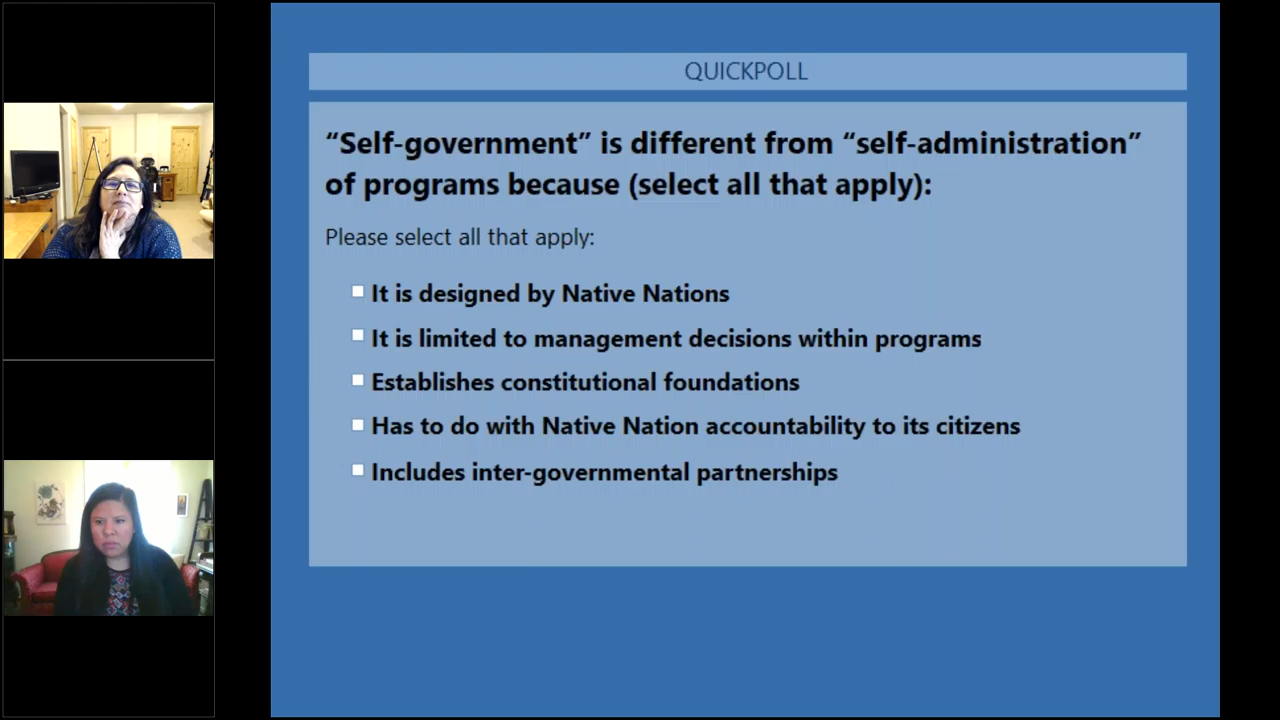 QUICKPOLL
“Self-government” is different from “self-administration”
of programs because (select all that apply):
Please select all that apply:
It is designed by Native Nations
It is limited to management decisions within programs
Establishes constitutional foundations
Has to do with Native Nation accountability to its citizens
Includes inter-governmental partnerships